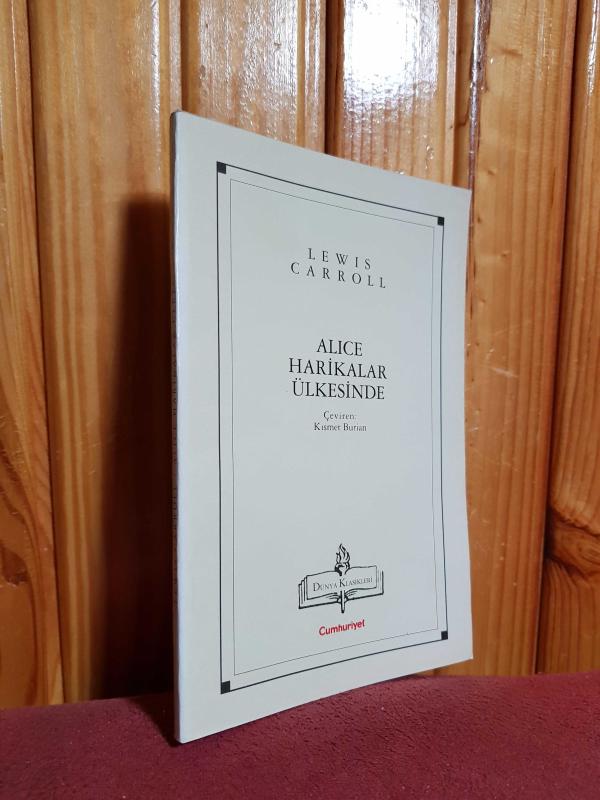 LEWIS
CARROLL
ALICE
HARİKALAR
ÜLKESİNDE
Çeviren:
Kısmet Burian
DÜNYA KLASİKLERİ
Cumhuriyet